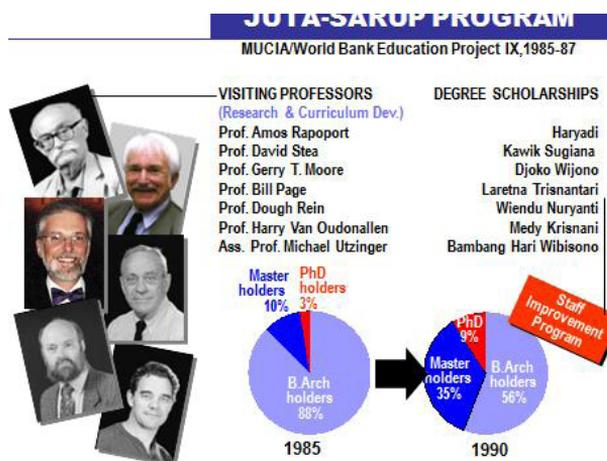 JUTA-SARUP PROGRAM
MUCIA/World Bank Education Project IX,1985-87
VISITING PROFESSORS
(Research & Curriculum Dev.)
Prof. Amos Rapoport
Prof. David Stea
Prof. Gerry T. Moore
Prof. Bill Page
Prof. Dough Rein
Prof. Harry Van Oudonallen
Ass. Prof. Michael Utzinger
DEGREE SCHOLARSHIPS
Haryadi
Kawik Sugiana
Djoko Wijono
Laretna Trisnantari
Wiendu Nuryanti
Medy Krisnani
Bambang Hari Wibisono
Master
holders
10%
PhD
holders
3%
B.Arch
holders
88%
1985
PhD
9%
Master
holders
35%
B.Arch
holders
56%
1990
Staff
Improvement
Program